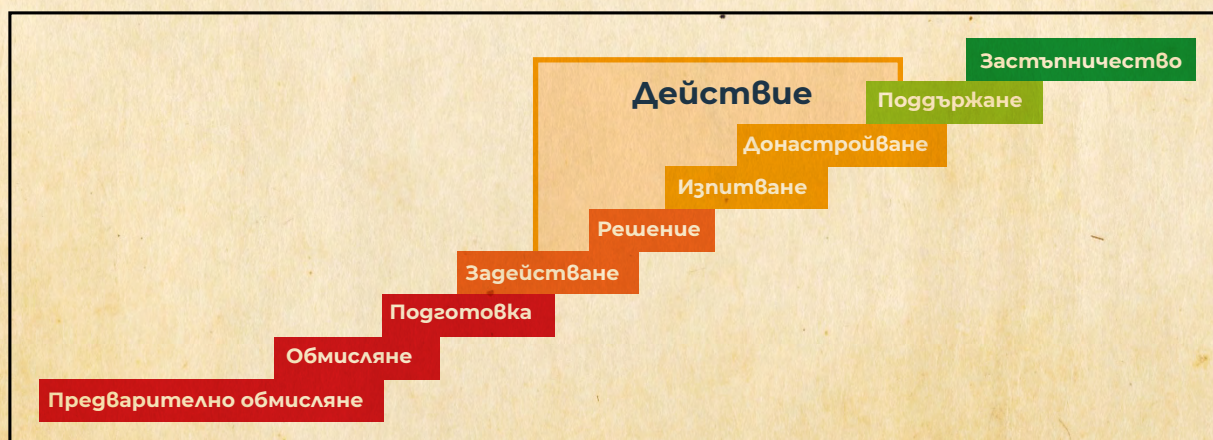 Застъпничество
Действие
Поддържане
Донастройване
Изпитване
Решение
Задействане
Подготовка
Обмисляне
Предварително обмисляне